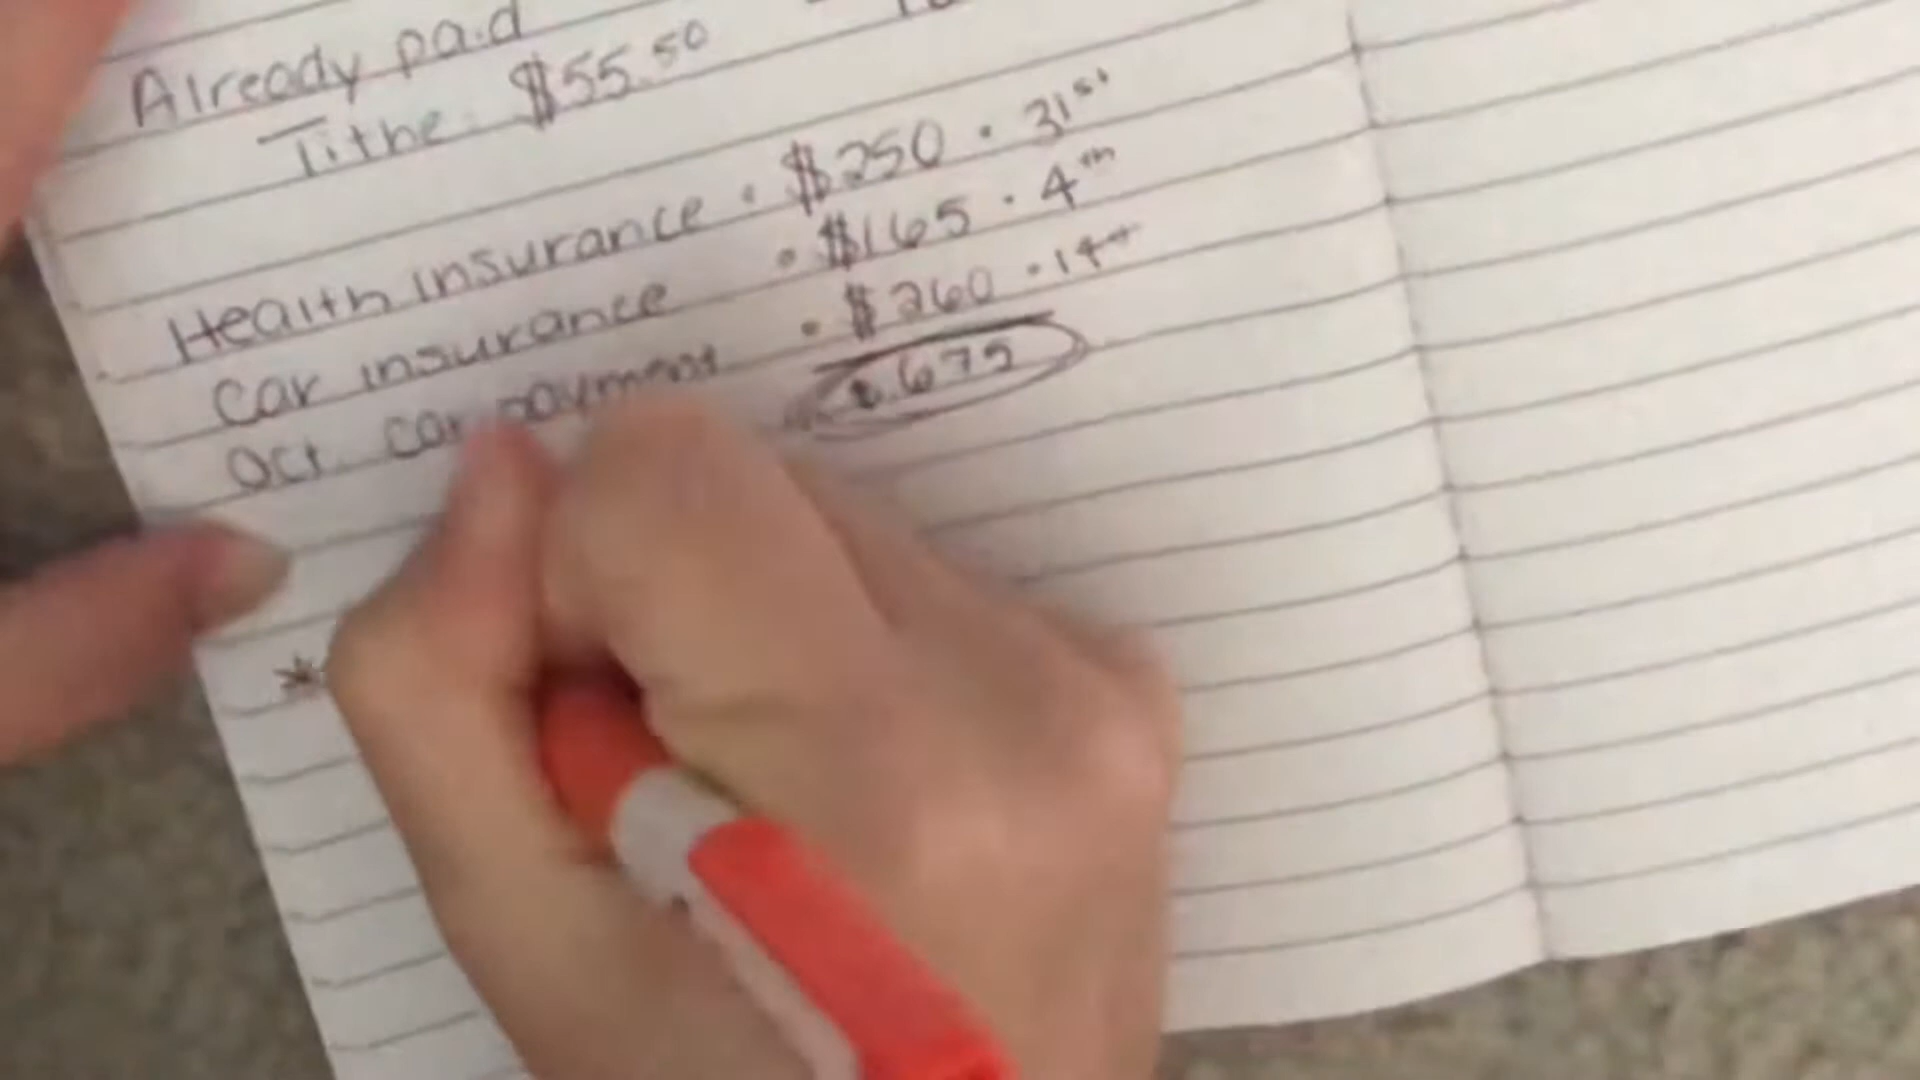 Already paid
Tithe: $55.50
Health insurance • $250 • 31st
Car insurance • $165 • 4th
Oct. car payment • $260 • 14th
$675
*